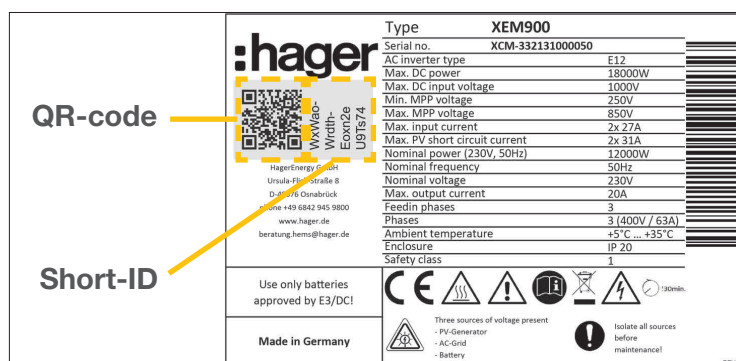 QR-code
Short-ID
:hager
WxWao-
Wrdth-
Eoxn2e
U9Ts74
HagerEnergy GmbH
Ursula-Flick-Straße 8
Osnabrück
phone +49 6842 945 9800
www.hager.de
beratung.hems@hager.de
Use only batteries
approved by E3/DC!
Made in Germany
Type XEM900
Serial no. XCM-332131000050
AC inverter type E12
Max. DC power 18000W
Max. DC input voltage 1000V
Min. MPP voltage 250V
Max. MPP voltage 850V
Max. input current 2x 27A
Max. PV short circuit current 2x 31A
Nominal power (230V, 50Hz) 12000W
Nominal frequency 50Hz
Nominal voltage 230V
Max. output current 20A
Feedin phases 3
Phases 3 (400V / 63A)
Ambient temperature +5°C ... +35°C
Enclosure IP 20
Safety class 1
CE
!30min.
Three sources of voltage present
- PV-Generator
- AC-Grid
- Battery
Isolate all sources
before
maintenance!